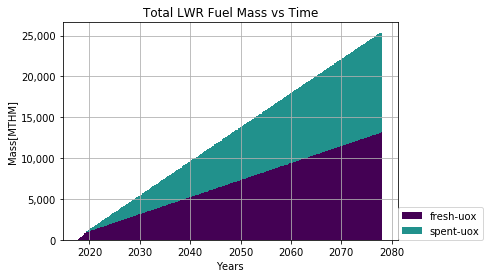 Total LWR Fuel Mass vs Time
Mass[MTHM]
25,000
20,000
15,000
10,000
5,000
0
2020 2030 2040 2050 2060 2070 2080
Years
fresh-uox
spent-uox